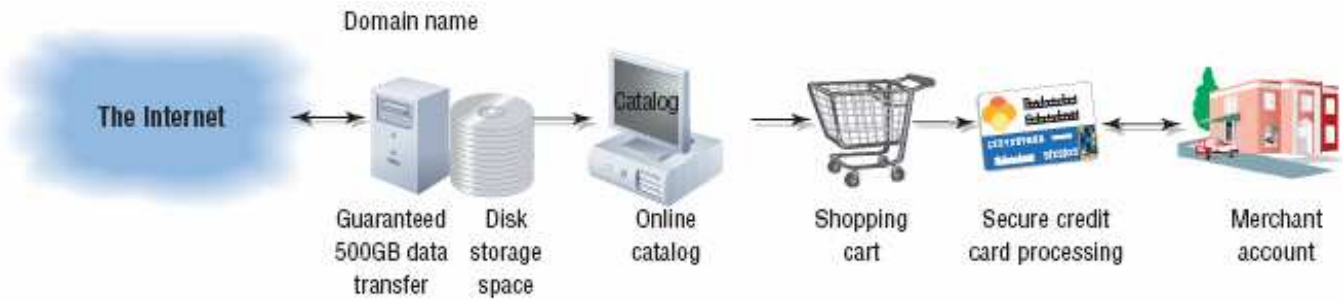 Domain name
The Internet
Catalog
Guaranteed
500GB data
transfer
Disk
storage
space
Online
catalog
Shopping
cart
Secure credit
card processing
Merchant
account